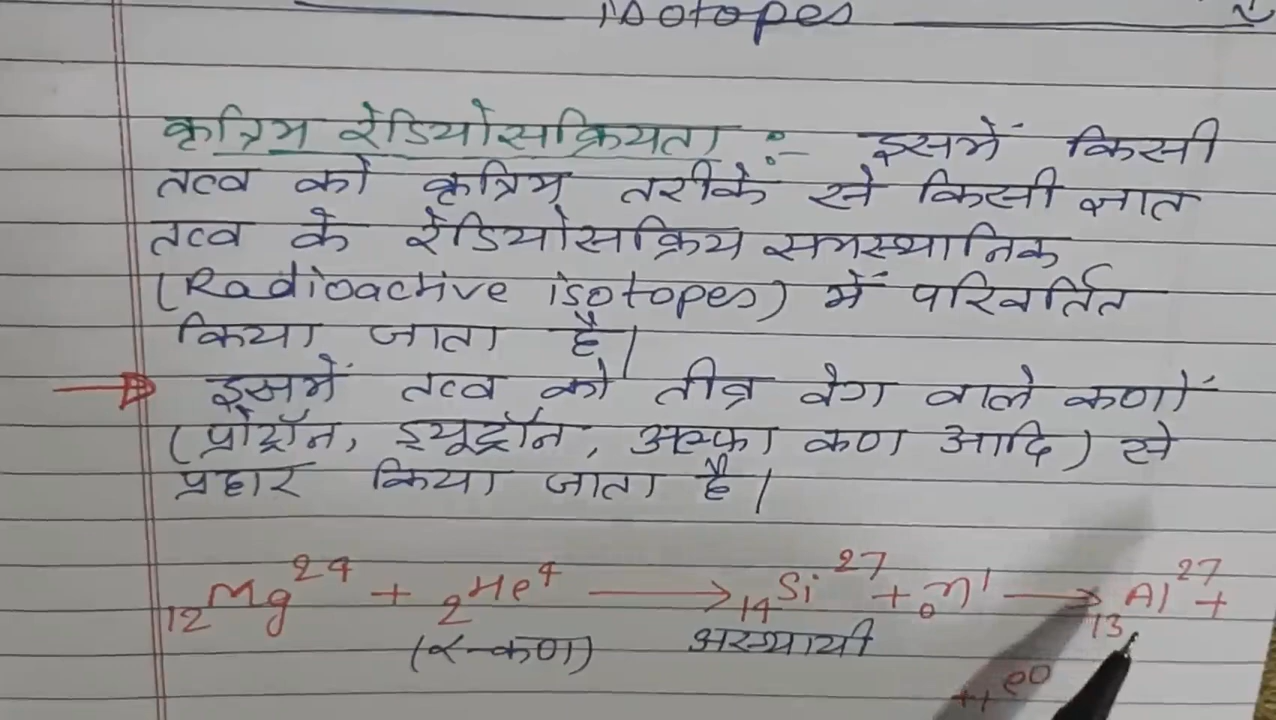 isotopes
कृत्रिम रेडियोसक्रियता :- इसमें किसी
तत्व को कृत्रिम तरीके से किसी ज्ञात
तत्व के रेडियोसक्रिय समस्थानिक
(Radioactive isotopes) में परिवर्तित
किया जाता है।
⇒ इसमें तत्व को तीव्र वेग वाले कणों
(प्रोट्रॉन, इयूट्रॉन, अल्फा कण आदि) से
प्रहार किया जाता है।
₁₂Mg²⁴ + ₂He⁴ ⟶ ₁₄Si²⁷ + ₀n¹ ⟶ ₁₃Al²⁷ +
(α-कण) अस्थायी
₊₁e⁰